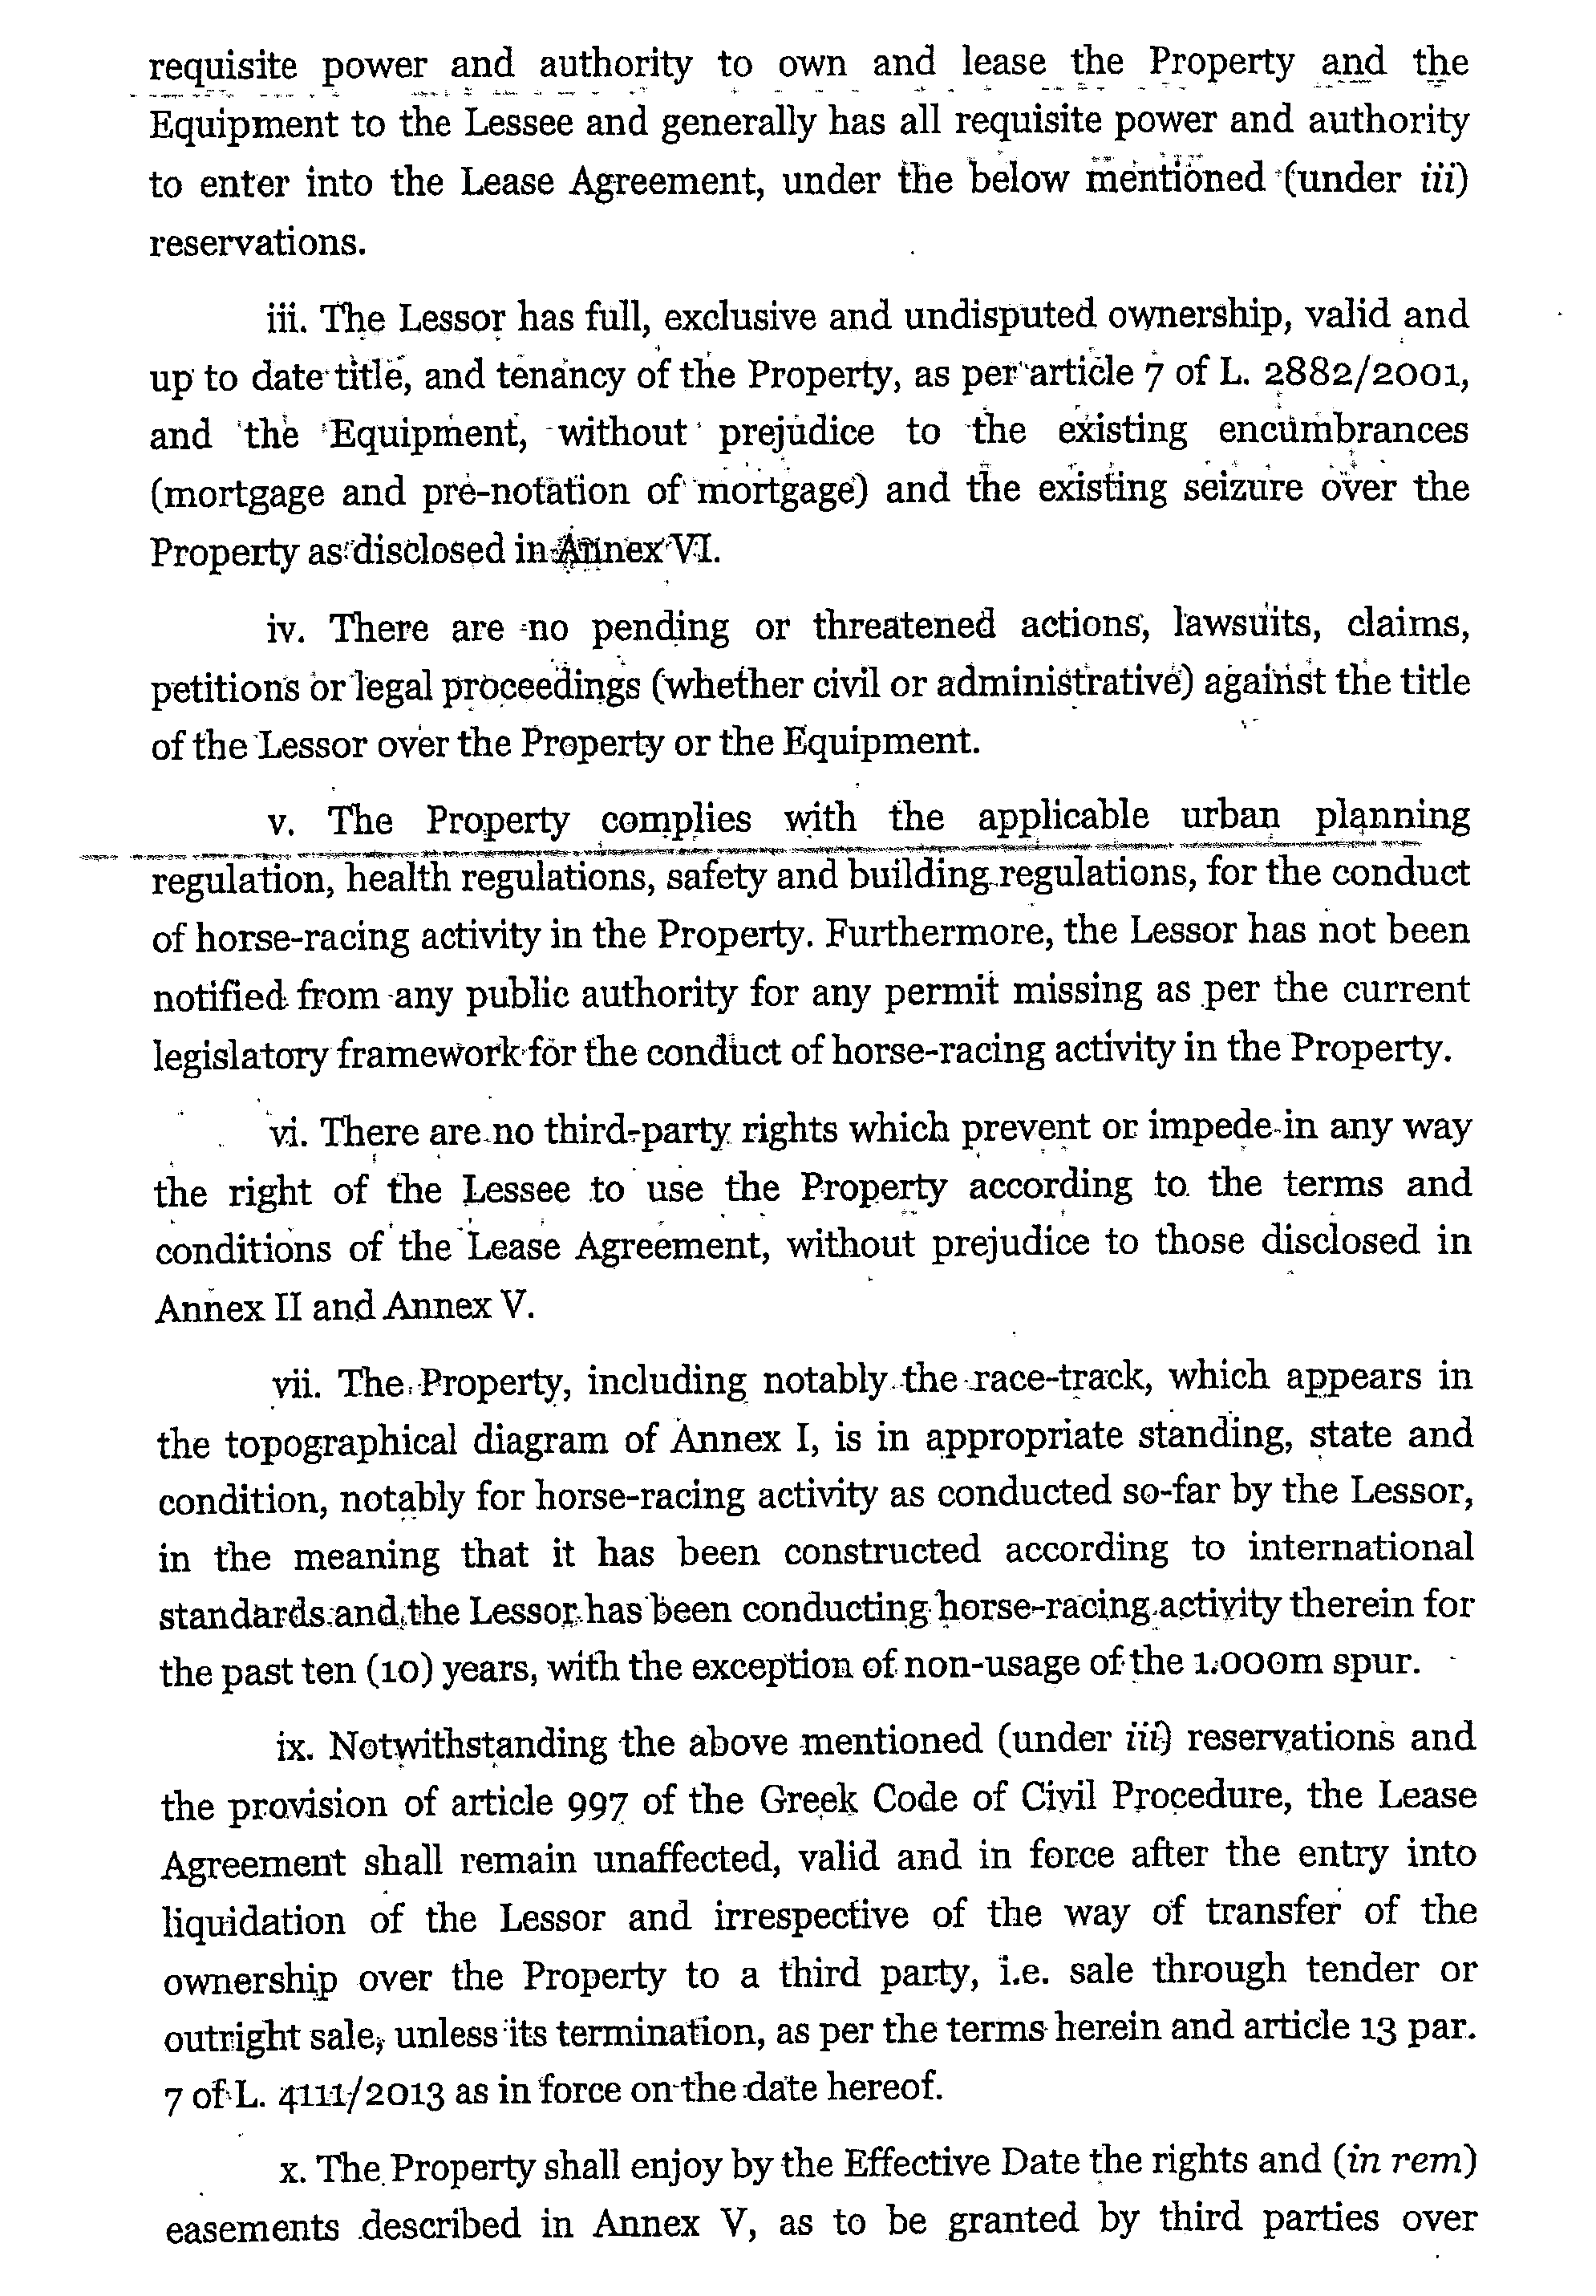 requisite power and authority to own and lease the Property and the
Equipment to the Lessee and generally has all requisite power and authority
to enter into the Lease Agreement, under the below mentioned (under iii)
reservations.
iii. The Lessor has full, exclusive and undisputed ownership, valid and
up to date title, and tenancy of the Property, as per article 7 of L. 2882/2001,
and the Equipment, without prejudice to the existing encumbrances
(mortgage and pre-notation of mortgage) and the existing seizure over the
Property as disclosed in Annex VI.
iv. There are no pending or threatened actions, lawsuits, claims,
petitions or legal proceedings (whether civil or administrative) against the title
of the Lessor over the Property or the Equipment.
v. The Property complies with the applicable urban planning
regulation, health regulations, safety and building regulations, for the conduct
of horse-racing activity in the Property. Furthermore, the Lessor has not been
notified from any public authority for any permit missing as per the current
legislatory framework for the conduct of horse-racing activity in the Property.
vi. There are no third-party rights which prevent or impede in any way
the right of the Lessee to use the Property according to the terms and
conditions of the Lease Agreement, without prejudice to those disclosed in
Annex II and Annex V.
vii. The Property, including notably the race-track, which appears in
the topographical diagram of Annex I, is in appropriate standing, state and
condition, notably for horse-racing activity as conducted so-far by the Lessor,
in the meaning that it has been constructed according to international
standards and the Lessor has been conducting horse-racing activity therein for
the past ten (10) years, with the exception of non-usage of the 1.000m spur.
ix. Notwithstanding the above mentioned (under iii) reservations and
the provision of article 997 of the Greek Code of Civil Procedure, the Lease
Agreement shall remain unaffected, valid and in force after the entry into
liquidation of the Lessor and irrespective of the way of transfer of the
ownership over the Property to a third party, i.e. sale through tender or
outright sale, unless its termination, as per the terms herein and article 13 par.
7 of L. 4111/2013 as in force on the date hereof.
x. The Property shall enjoy by the Effective Date the rights and (in rem)
easements described in Annex V, as to be granted by third parties over